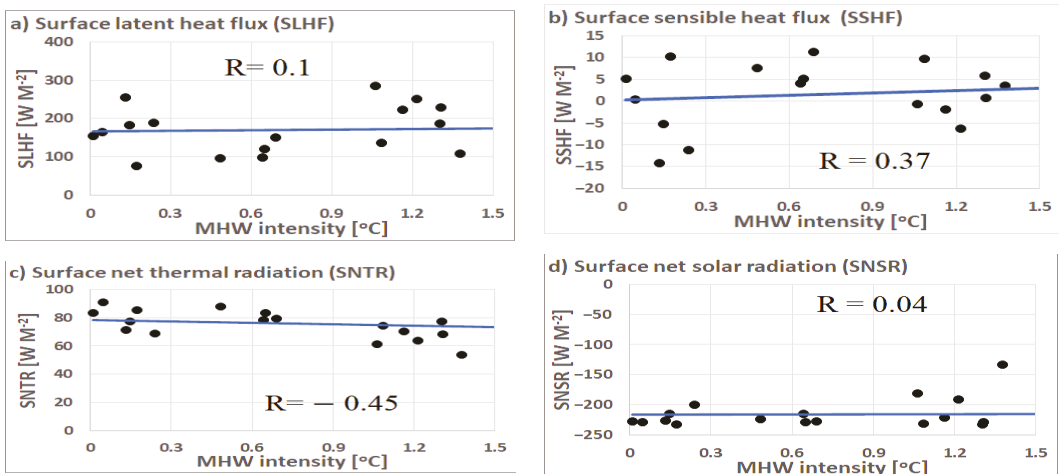 a) Surface latent heat flux (SLHF)
400
300
200
100
0
SLHF [W M-2]
R= 0.1
0 0.3 0.6 0.9 1.2 1.5
MHW intensity [°C]
b) Surface sensible heat flux (SSHF)
15
10
5
0
−5
−10
−15
−20
SSHF [W M-2]
R = 0.37
0 0.3 0.6 0.9 1.2 1.5
MHW intensity [°C]
c) Surface net thermal radiation (SNTR)
100
80
60
40
20
0
SNTR [W M-2]
R= − 0.45
0 0.3 0.6 0.9 1.2 1.5
MHW intensity [°C]
d) Surface net solar radiation (SNSR)
0
−50
−100
−150
−200
−250
SNSR [W M-2]
R = 0.04
0 0.3 0.6 0.9 1.2 1.5
MHW intensity [°C]